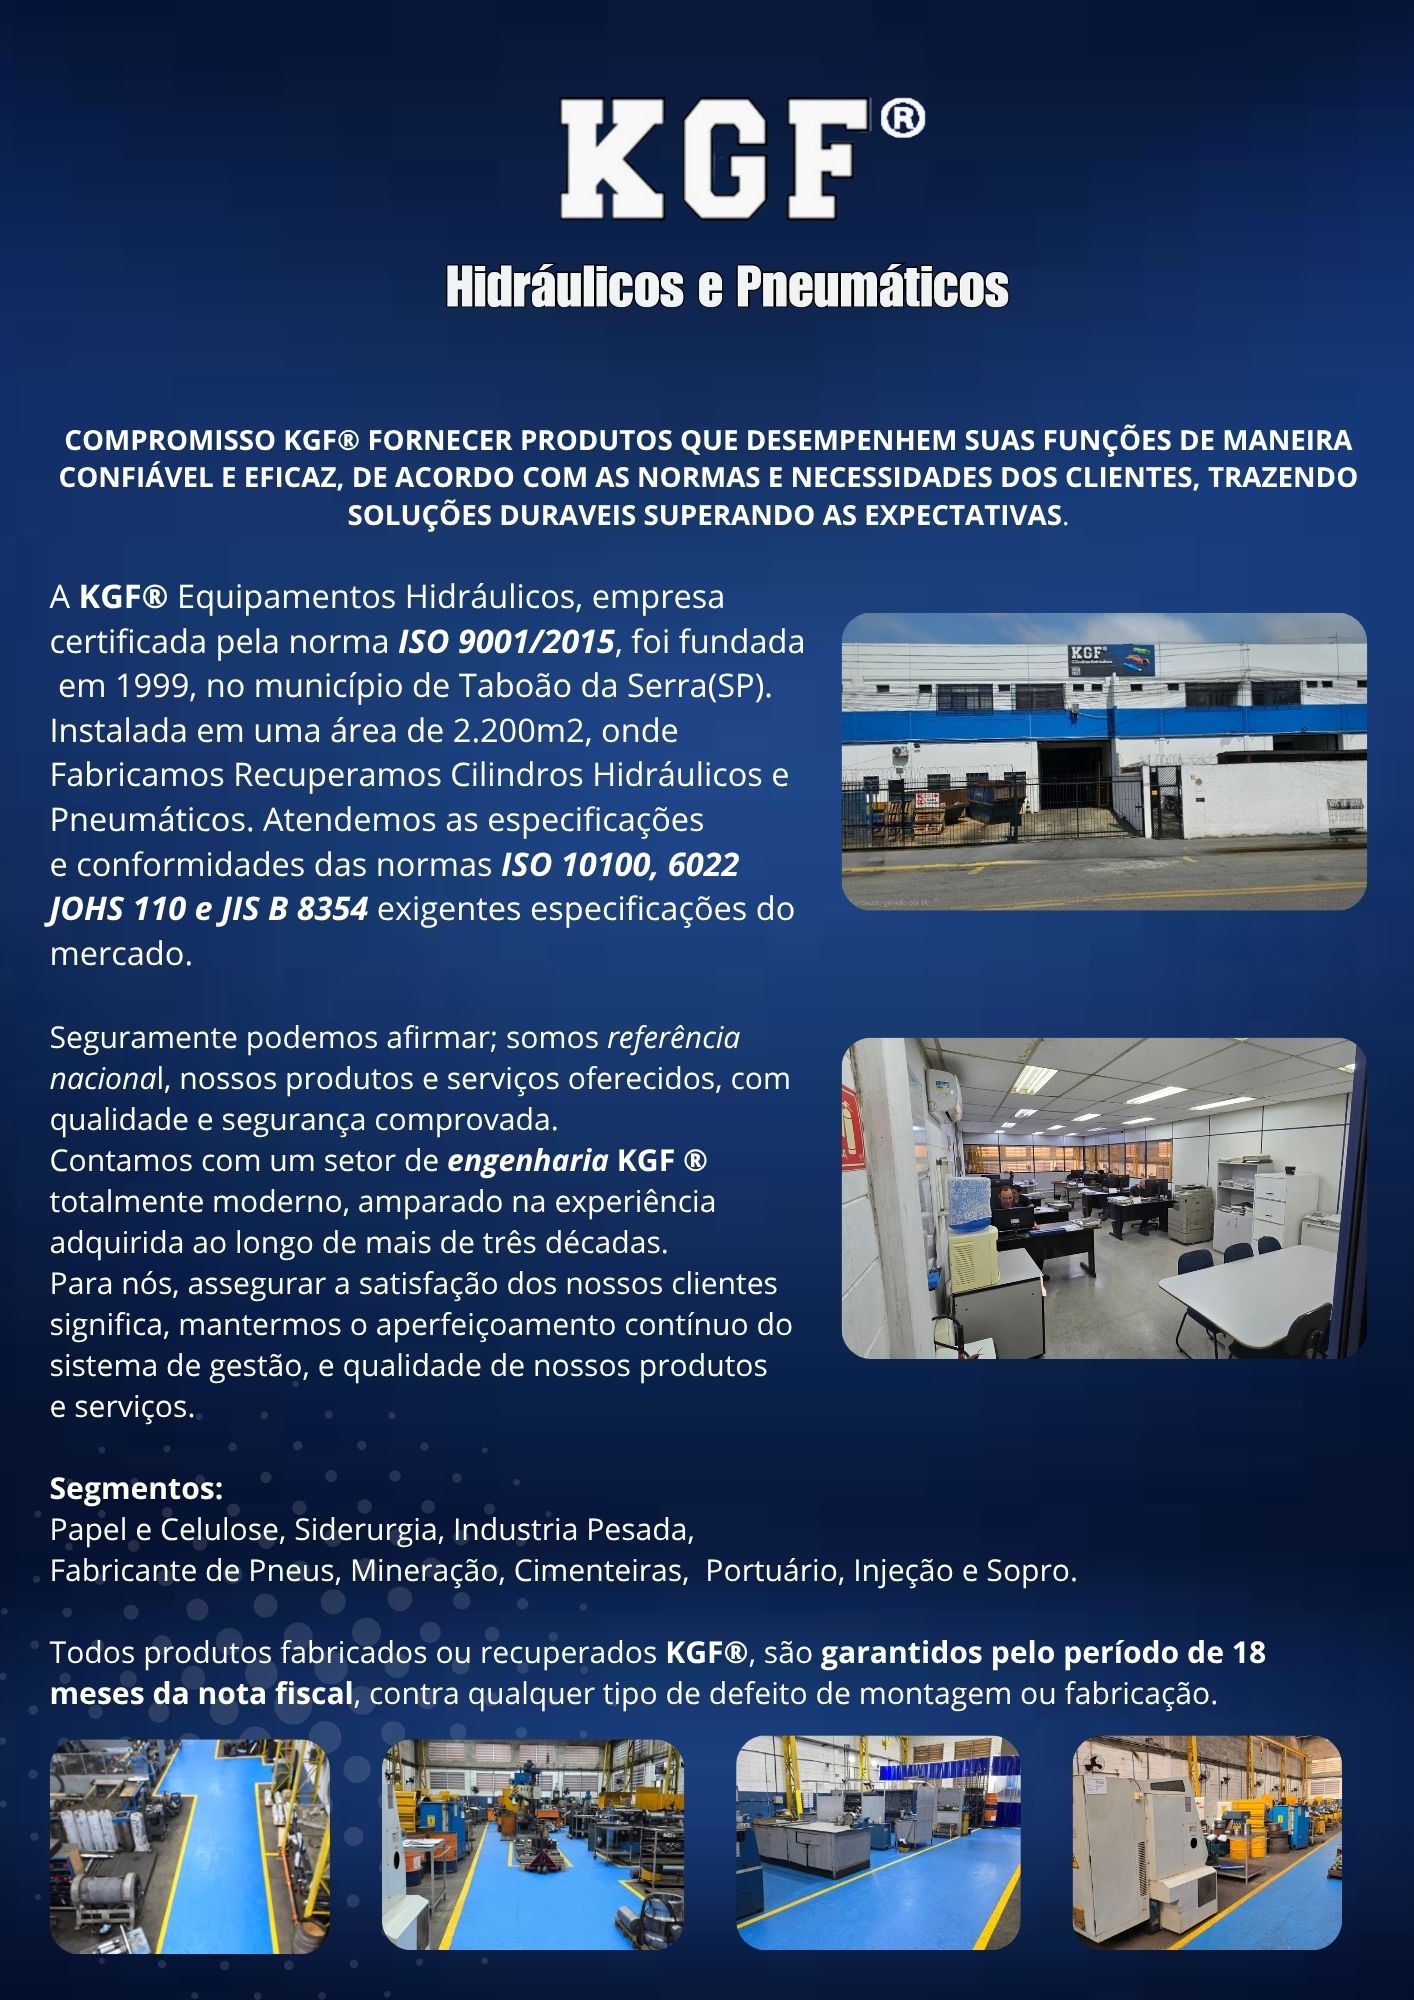 KGF®
Hidráulicos e Pneumáticos
COMPROMISSO KGF® FORNECER PRODUTOS QUE DESEMPENHEM SUAS FUNÇÕES DE MANEIRA
CONFIÁVEL E EFICAZ, DE ACORDO COM AS NORMAS E NECESSIDADES DOS CLIENTES, TRAZENDO
SOLUÇÕES DURAVEIS SUPERANDO AS EXPECTATIVAS.
A KGF® Equipamentos Hidráulicos, empresa
certificada pela norma ISO 9001/2015, foi fundada
em 1999, no município de Taboão da Serra(SP).
Instalada em uma área de 2.200m2, onde
Fabricamos Recuperamos Cilindros Hidráulicos e
Pneumáticos. Atendemos as especificações
e conformidades das normas ISO 10100, 6022
JOHS 110 e JIS B 8354 exigentes especificações do
mercado.
KGF®
Cilindros Hidráulicos
conteúdo gerado por IA
Seguramente podemos afirmar; somos referência
nacional, nossos produtos e serviços oferecidos, com
qualidade e segurança comprovada.
Contamos com um setor de engenharia KGF ®
totalmente moderno, amparado na experiência
adquirida ao longo de mais de três décadas.
Para nós, assegurar a satisfação dos nossos clientes
significa, mantermos o aperfeiçoamento contínuo do
sistema de gestão, e qualidade de nossos produtos
e serviços.
Segmentos:
Papel e Celulose, Siderurgia, Industria Pesada,
Fabricante de Pneus, Mineração, Cimenteiras,  Portuário, Injeção e Sopro.
Todos produtos fabricados ou recuperados KGF®, são garantidos pelo período de 18
meses da nota fiscal, contra qualquer tipo de defeito de montagem ou fabricação.